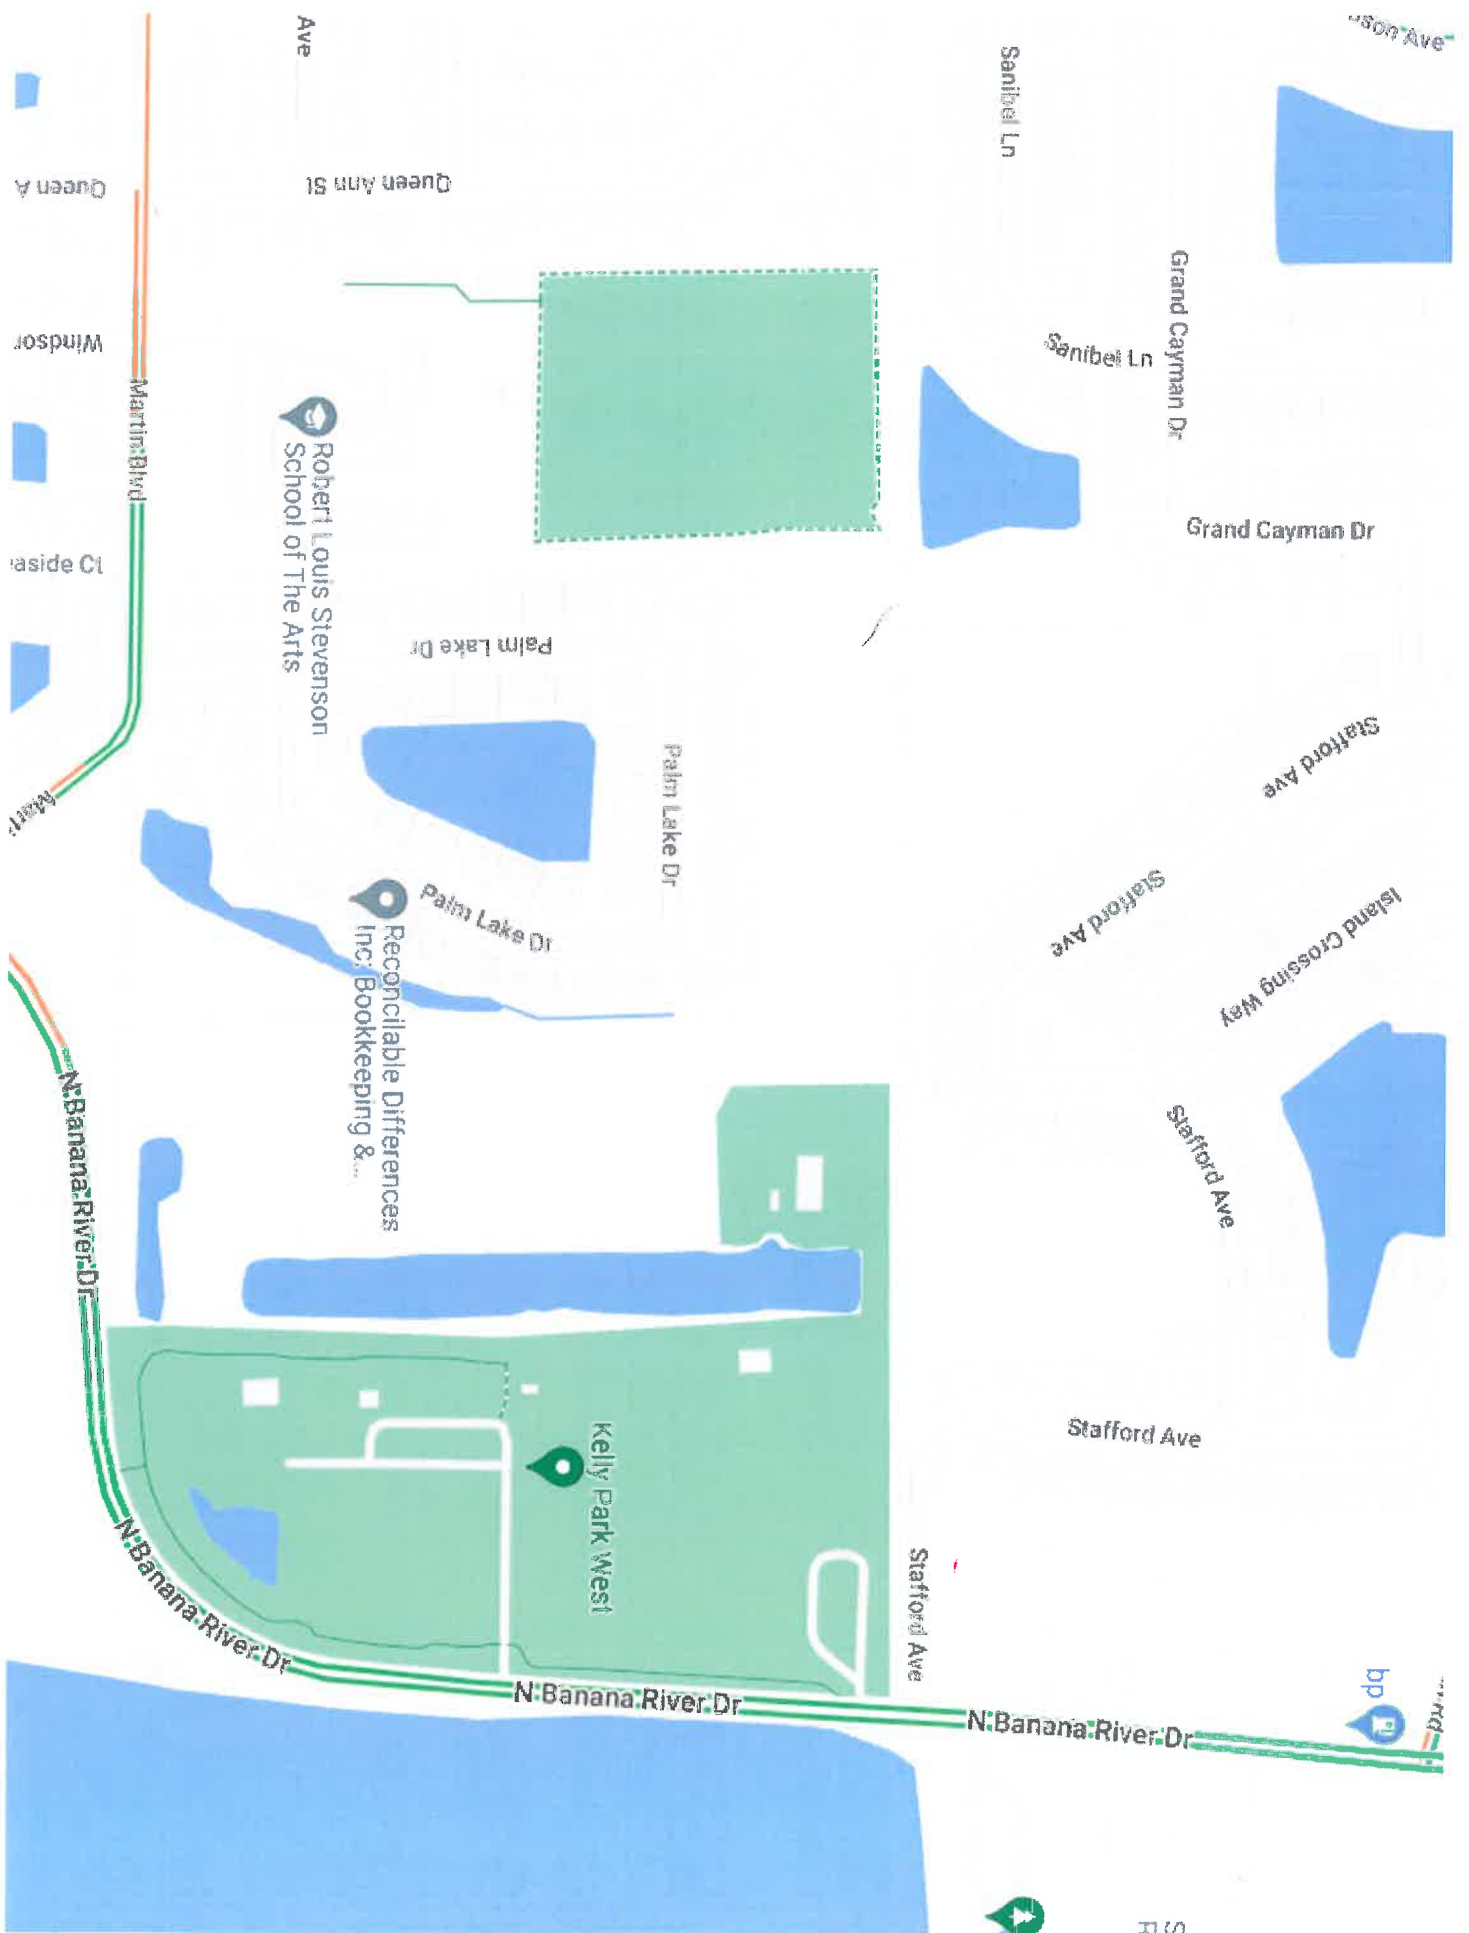 Ave
Sanibel Ln
Queen A
Queen Ann St
Grand Cayman Dr
Windsor
Sanibel Ln
Martin Blvd
Robert Louis Stevenson
School of The Arts
Grand Cayman Dr
Palm Lake Dr
Stafford Ave
Palm Lake Dr
Palm Lake Dr
Stafford Ave
Island Crossing Way
Reconcilable Differences
Inc: Bookkeeping &...
N Banana River Dr
Stafford Ave
Stafford Ave
Kelly Park West
N Banana River Dr
Stafford Ave
bp
N Banana River Dr
N Banana River Dr